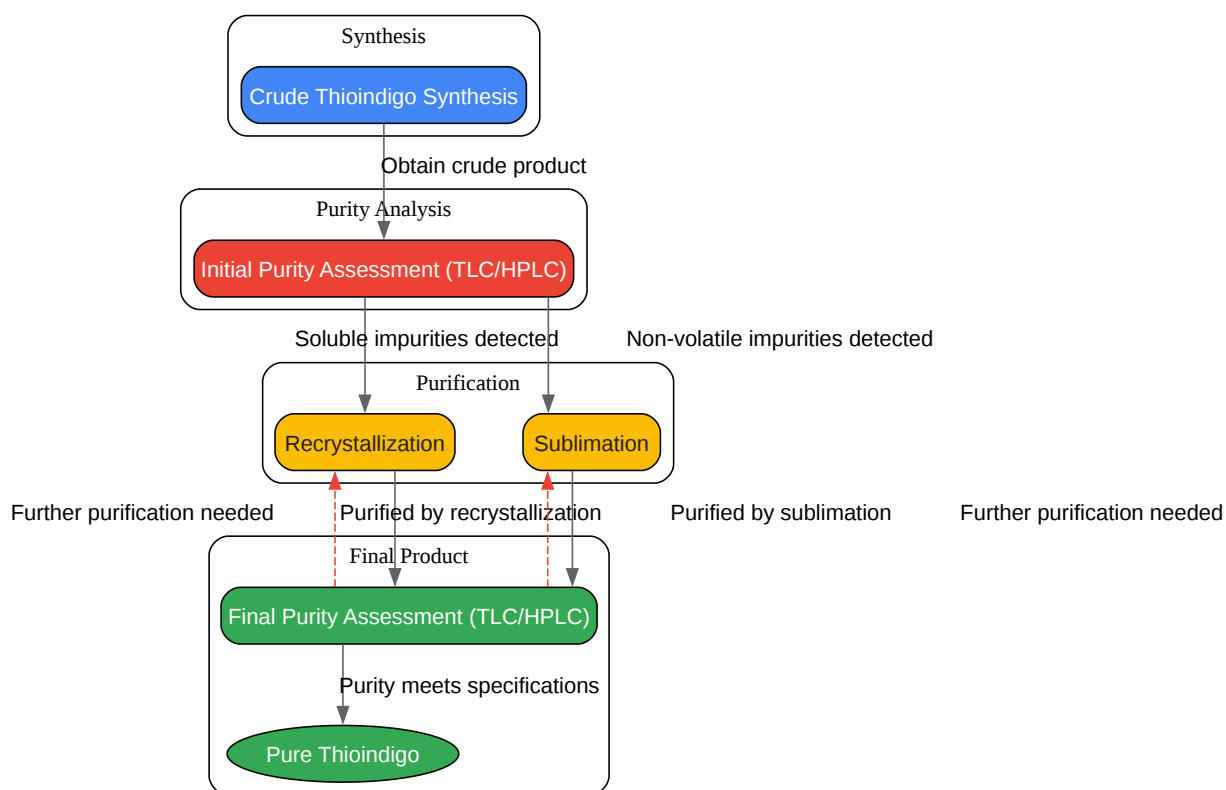 Synthesis
Crude Thioindigo Synthesis
Obtain crude product
Purity Analysis
Initial Purity Assessment (TLC/HPLC)
Soluble impurities detected
Non-volatile impurities detected
Purification
Recrystallization
Sublimation
Further purification needed
Purified by recrystallization
Purified by sublimation
Further purification needed
Final Product
Final Purity Assessment (TLC/HPLC)
Purity meets specifications
Pure Thioindigo